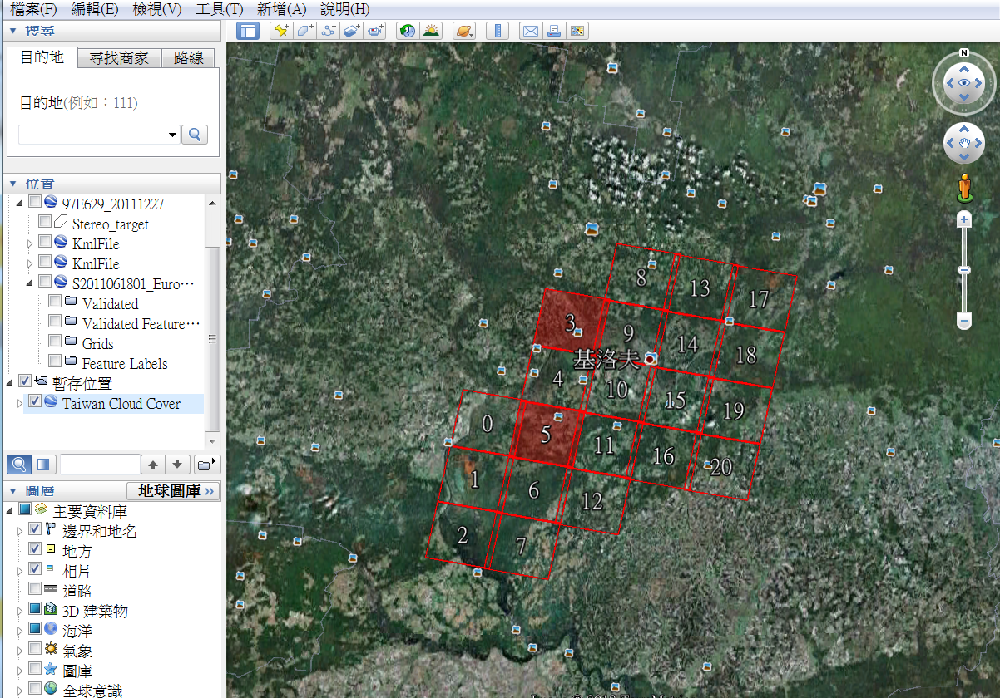 檔案(F) 編輯(E) 檢視(V) 工具(T) 新增(A) 說明(H)
搜尋
目的地 尋找商家 路線
目的地(例如：111)
位置
97E629_20111227
Stereo_target
KmlFile
KmlFile
S2011061801_Euro…
Validated
Validated Feature…
Grids
Feature Labels
暫存位置
Taiwan Cloud Cover
圖層
地球圖庫 »
主要資料庫
邊界和地名
地方
相片
道路
3D 建築物
海洋
氣象
圖庫
全球意識
N
8
13
17
3
9
14
18
基洛夫
4
10
15
19
0
5
11
16
20
1
6
12
2
7